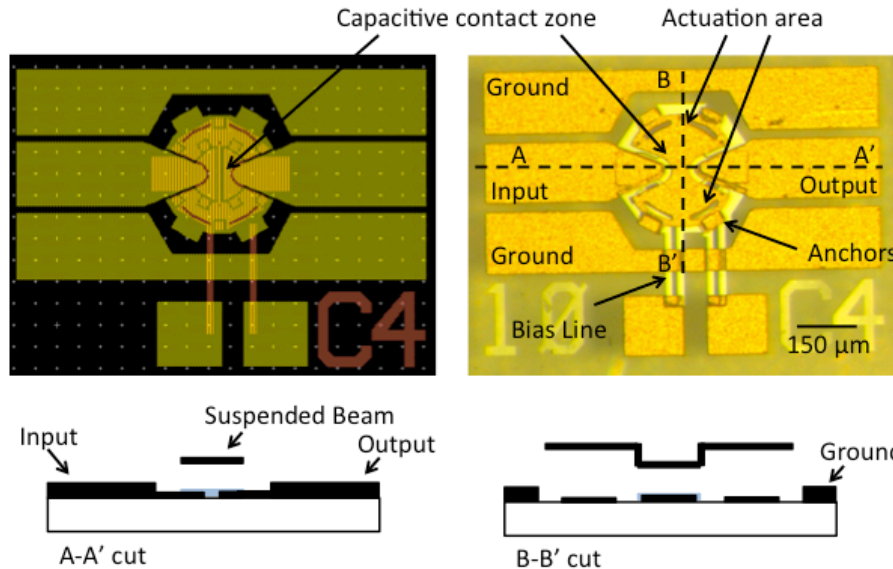 Capacitive contact zone
Actuation area
Ground
B
A
A'
Input
Output
Ground
B'
Anchors
Bias Line
C4
10
C4
150 μm
Suspended Beam
Input
Output
A-A' cut
Ground
B-B' cut